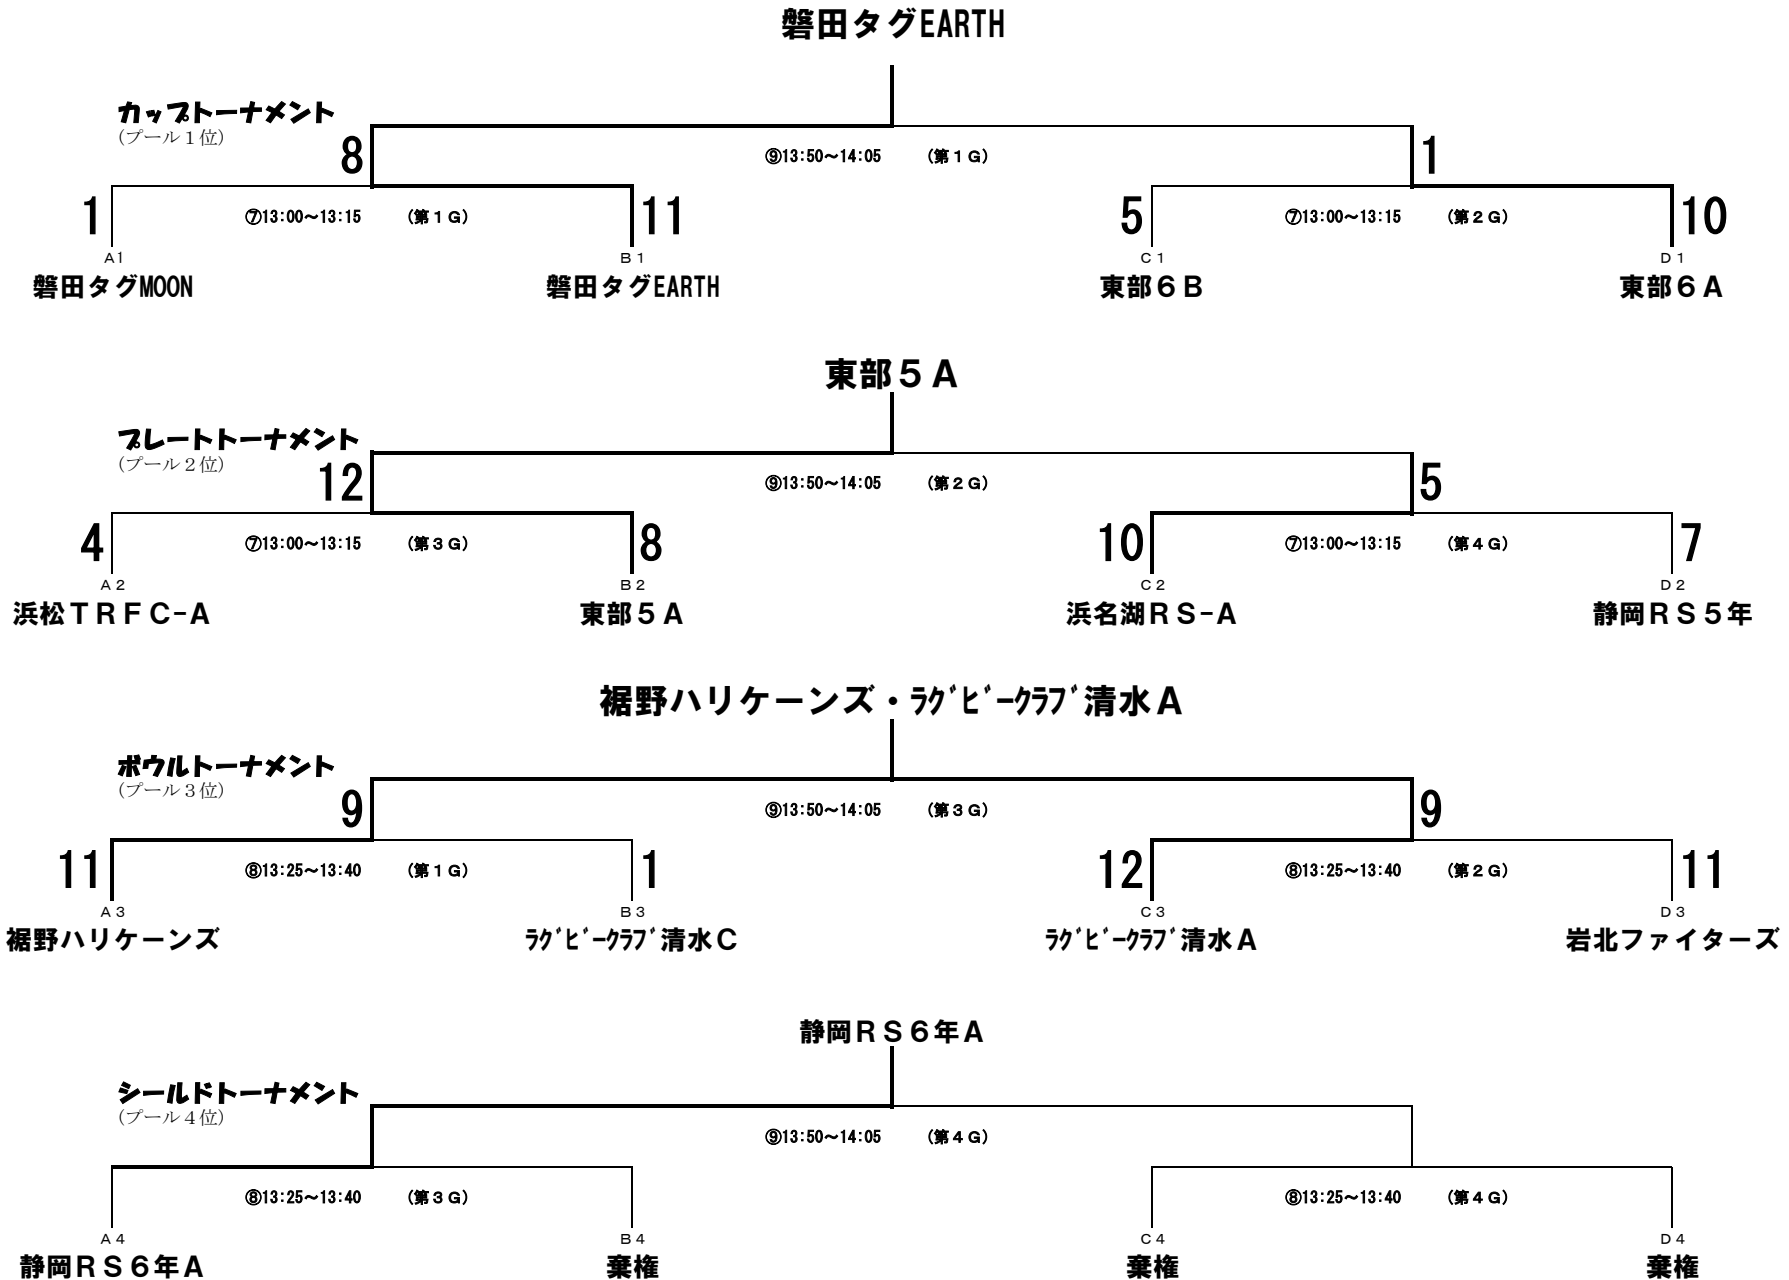 磐田タグEARTH
カップトーナメント
(プール１位)
8
⑨13:50～14:05 (第１G)
1
1
⑦13:00～13:15 (第１G)
11
5
⑦13:00～13:15 (第２G)
10
A1 B１ C１ D１
磐田タグMOON 磐田タグEARTH 東部６Ｂ 東部６Ａ
東部５Ａ
プレートトーナメント
(プール２位)
12
⑨13:50～14:05 (第２G)
5
4
⑦13:00～13:15 (第３G)
8
10
⑦13:00～13:15 (第４G)
7
A２ B２ C２ D２
浜松ＴＲＦＣ-Ａ 東部５Ａ 浜名湖ＲＳ-Ａ 静岡ＲＳ５年
裾野ハリケーンズ・ﾗｸﾞﾋﾞｰｸﾗﾌﾞ清水Ａ
ボウルトーナメント
(プール３位)
9
⑨13:50～14:05 (第３G)
9
11
⑧13:25～13:40 (第１G)
1
12
⑧13:25～13:40 (第２G)
11
A３ B３ C３ D３
裾野ハリケーンズ ﾗｸﾞﾋﾞｰｸﾗﾌﾞ清水Ｃ ﾗｸﾞﾋﾞｰｸﾗﾌﾞ清水Ａ 岩北ファイターズ
静岡ＲＳ６年Ａ
シールドトーナメント
(プール４位)
⑨13:50～14:05 (第４G)
⑧13:25～13:40 (第３G)
⑧13:25～13:40 (第４G)
A４ B４ C４ D４
静岡ＲＳ６年Ａ 棄権 棄権 棄権